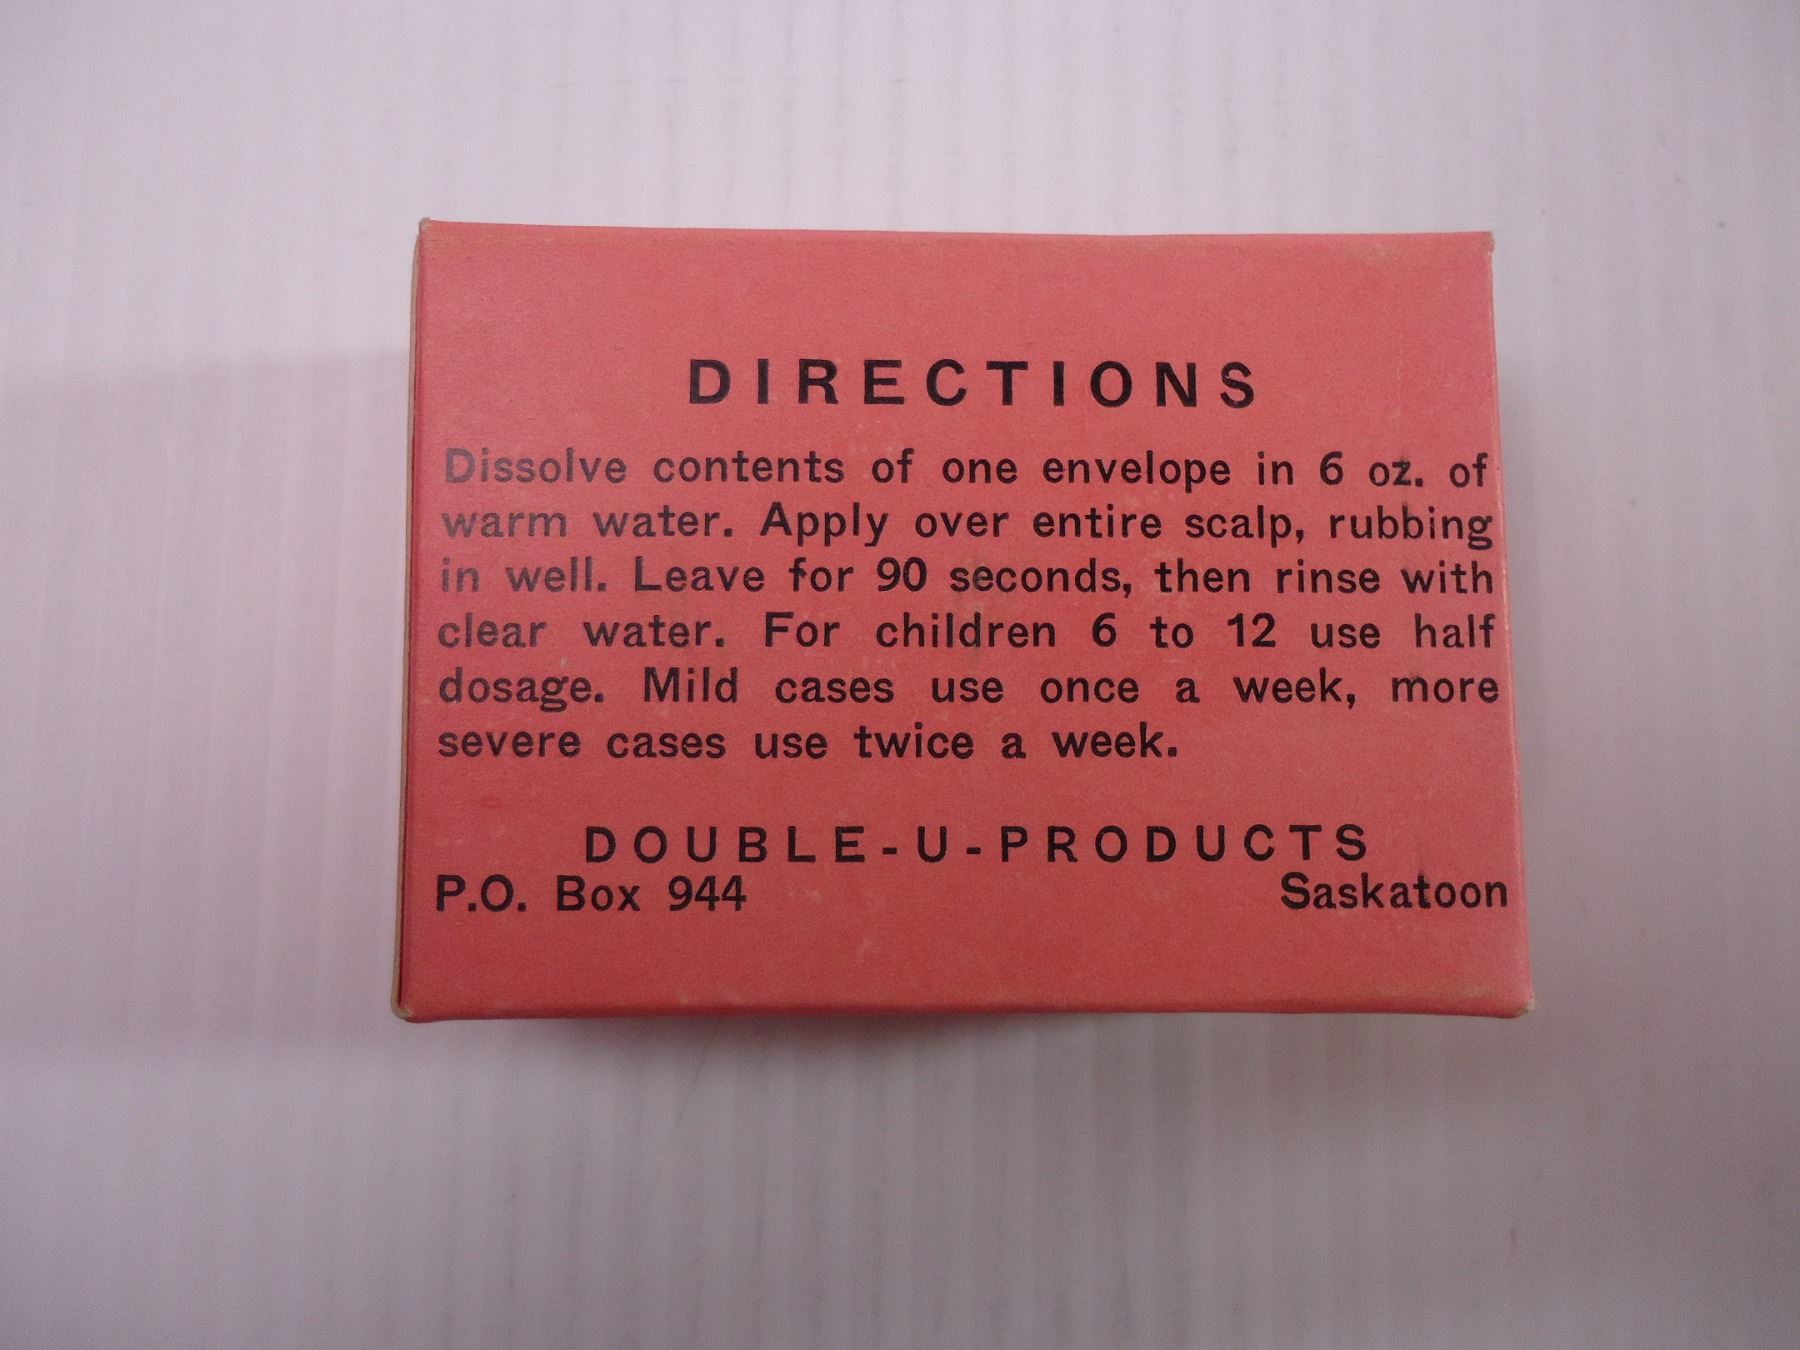 DIRECTIONS
Dissolve contents of one envelope in 6 oz. of
warm water. Apply over entire scalp, rubbing
in well. Leave for 90 seconds, then rinse with
clear water. For children 6 to 12 use half
dosage. Mild cases use once a week, more
severe cases use twice a week.
DOUBLE-U-PRODUCTS
P.O. Box 944 Saskatoon